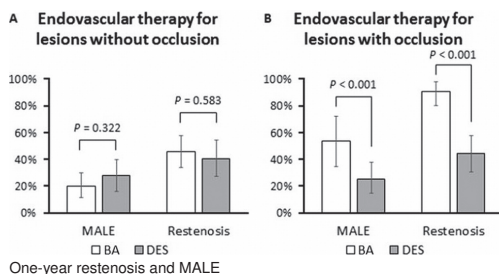 A Endovascular therapy for
lesions without occlusion
100%
80%
60%
40%
20%
0%
P = 0.322
P = 0.583
MALE Restenosis
BA DES
B Endovascular therapy for
lesions with occlusion
100%
80%
60%
40%
20%
0%
P < 0.001
P < 0.001
MALE Restenosis
BA DES
One-year restenosis and MALE